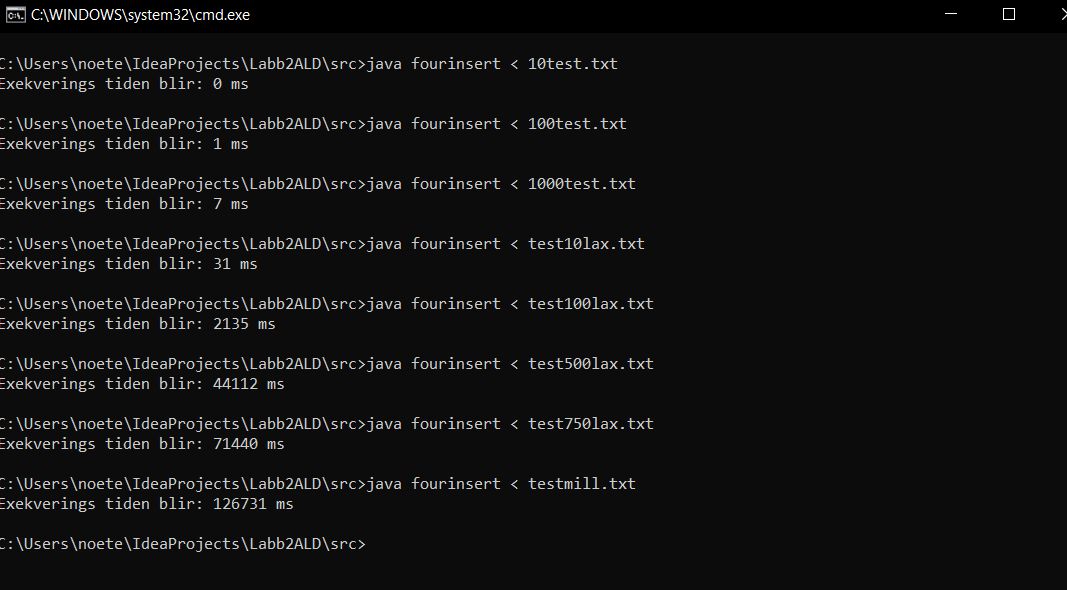 C:\WINDOWS\system32\cmd.exe
C:\Users\noete\IdeaProjects\Labb2ALD\src>java fourinsert < 10test.txt
Exekverings tiden blir: 0 ms
C:\Users\noete\IdeaProjects\Labb2ALD\src>java fourinsert < 100test.txt
Exekverings tiden blir: 1 ms
C:\Users\noete\IdeaProjects\Labb2ALD\src>java fourinsert < 1000test.txt
Exekverings tiden blir: 7 ms
C:\Users\noete\IdeaProjects\Labb2ALD\src>java fourinsert < test10lax.txt
Exekverings tiden blir: 31 ms
C:\Users\noete\IdeaProjects\Labb2ALD\src>java fourinsert < test100lax.txt
Exekverings tiden blir: 2135 ms
C:\Users\noete\IdeaProjects\Labb2ALD\src>java fourinsert < test500lax.txt
Exekverings tiden blir: 44112 ms
C:\Users\noete\IdeaProjects\Labb2ALD\src>java fourinsert < test750lax.txt
Exekverings tiden blir: 71440 ms
C:\Users\noete\IdeaProjects\Labb2ALD\src>java fourinsert < testmill.txt
Exekverings tiden blir: 126731 ms
C:\Users\noete\IdeaProjects\Labb2ALD\src>